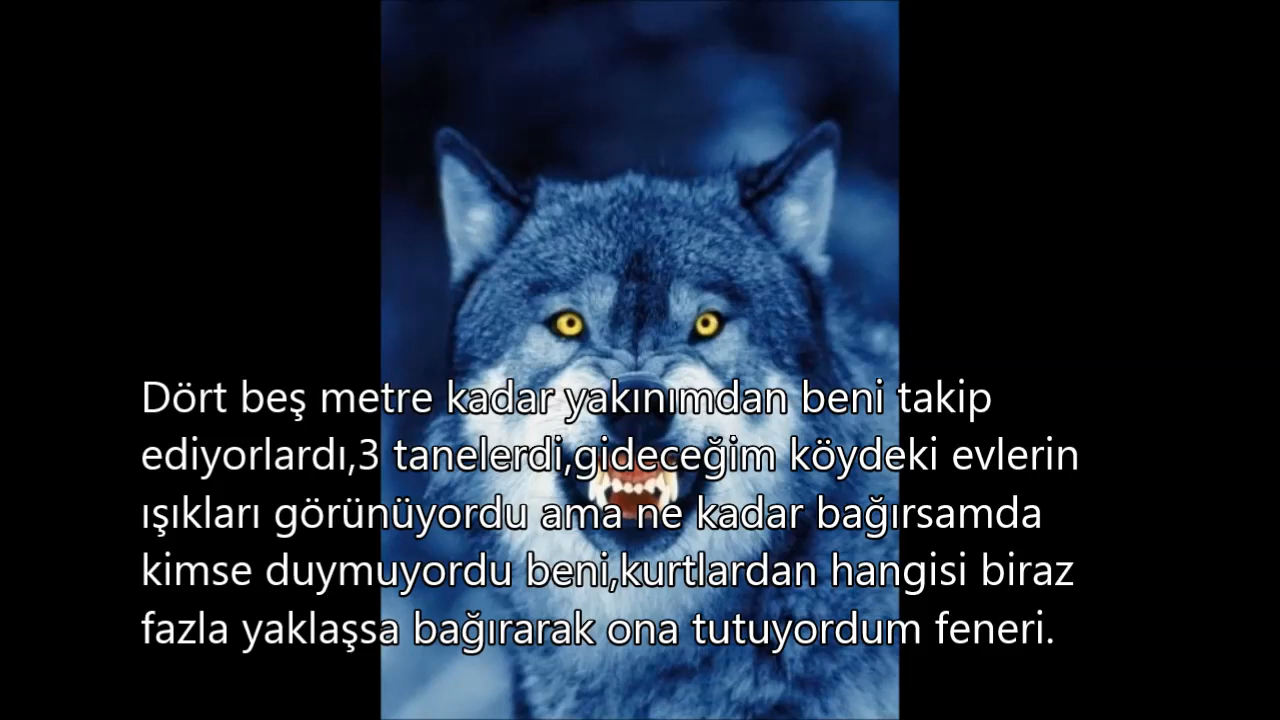 Dört beş metre kadar yakınımdan beni takip
ediyorlardı,3 tanelerdi,gideceğim köydeki evlerin
ışıkları görünüyordu ama ne kadar bağırsamda
kimse duymuyordu beni,kurtlardan hangisi biraz
fazla yaklaşsa bağırarak ona tutuyordum feneri.